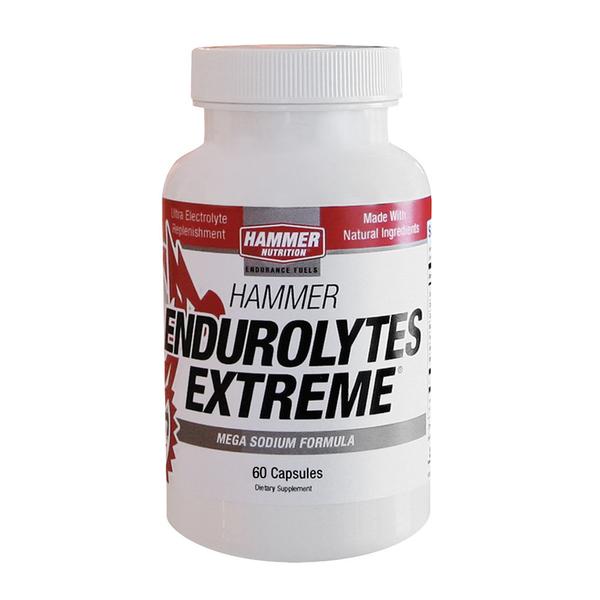 Ultra Electrolyte
Replenishment
HAMMER
NUTRITION®
ENDURANCE FUELS
Made With
Natural Ingredients
HAMMER
ENDUROLYTES
EXTREME®
MEGA SODIUM FORMULA
60 Capsules
Dietary Supplement